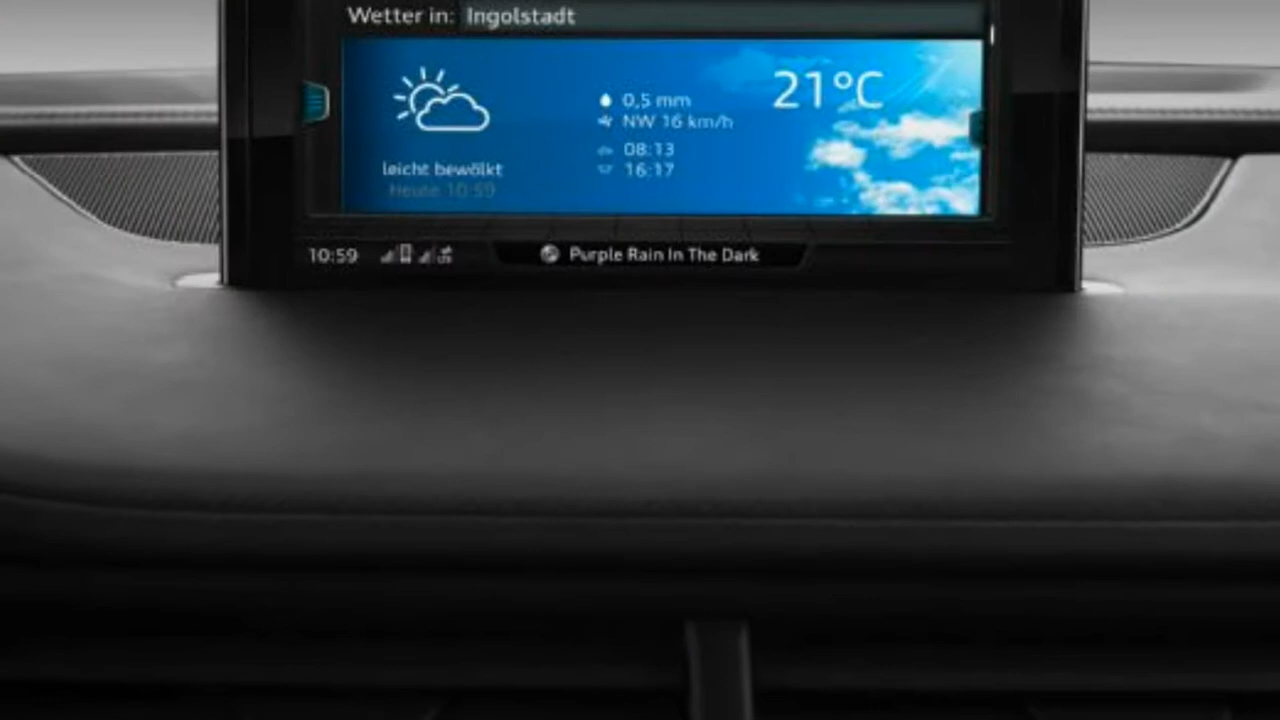 Wetter in: Ingolstadt
21°C
0,5 mm
NW 16 km/h
08:13
16:17
leicht bewölkt
Heute 10:59
10:59
Purple Rain In The Dark